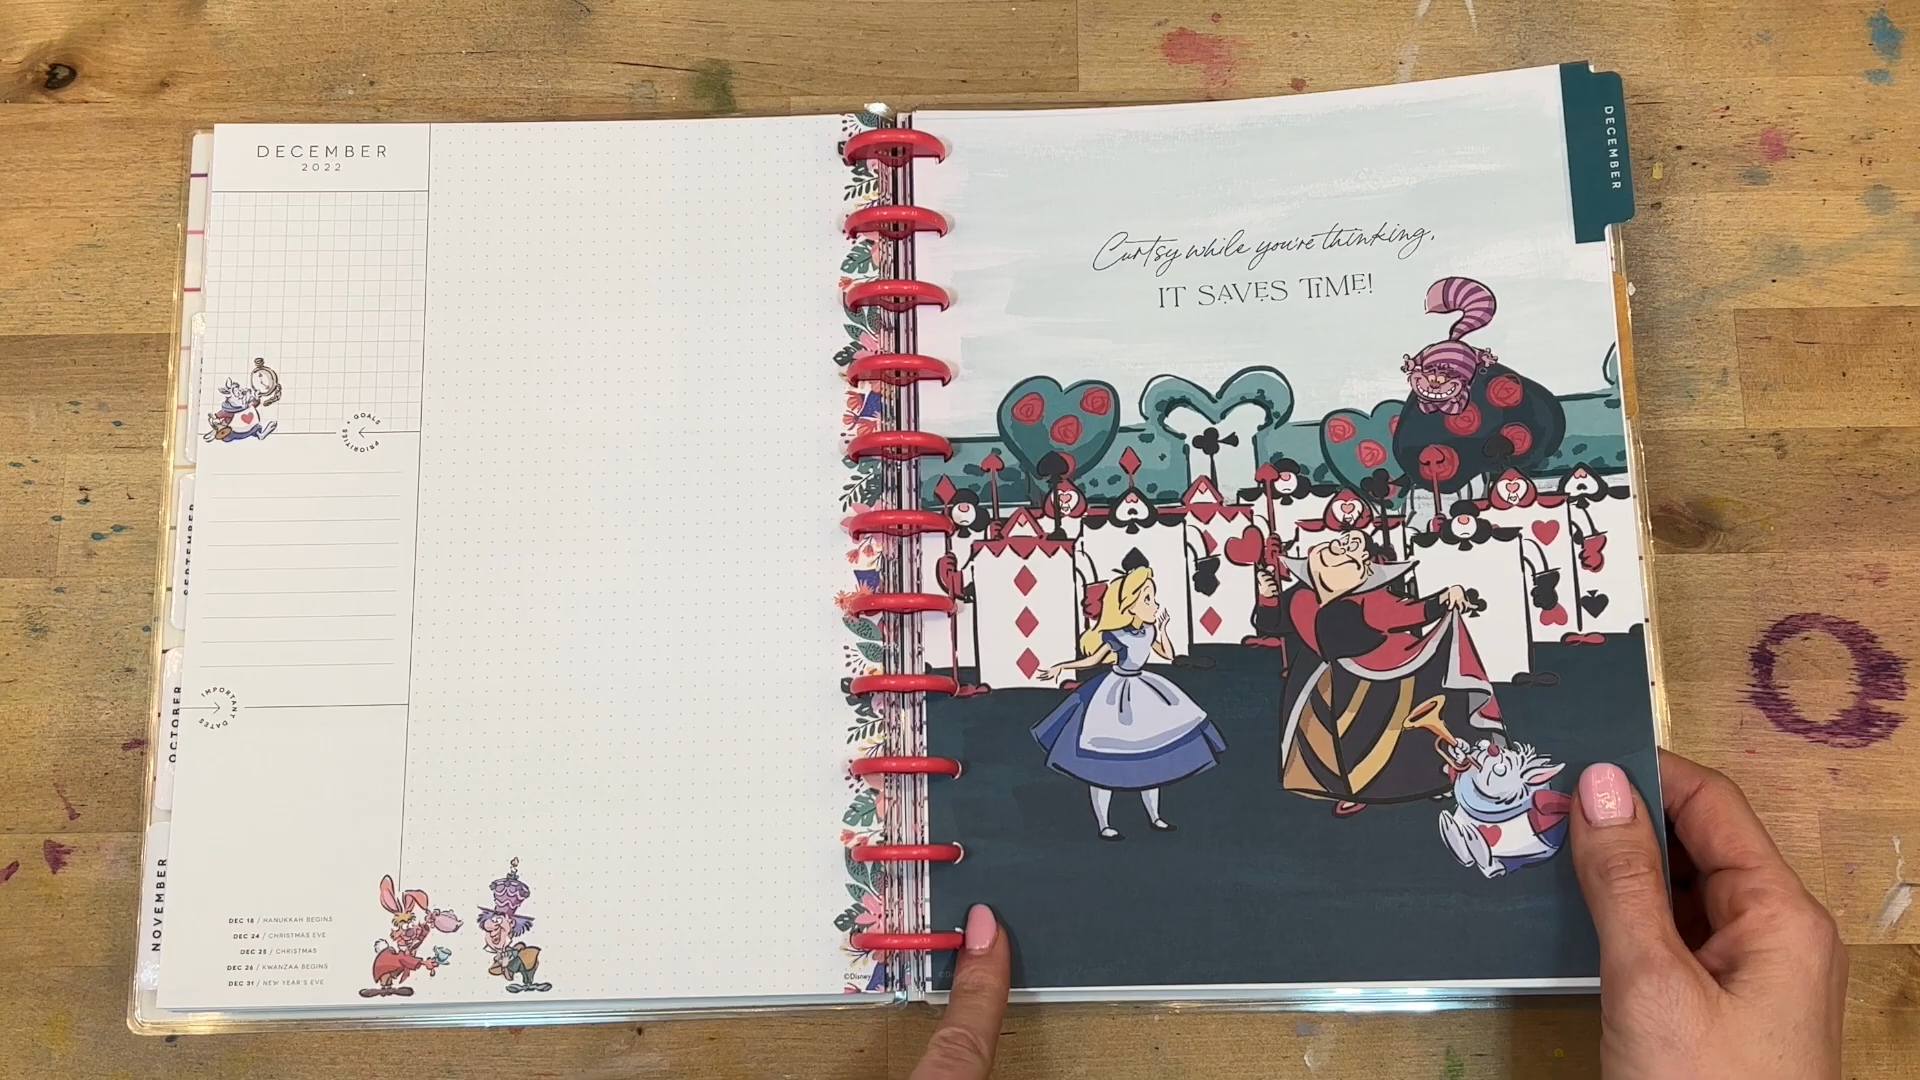 DECEMBER
2022
GOALS • PRIORITIES
IMPORTANT DATES
DEC 18 / HANUKKAH BEGINS
DEC 24 / CHRISTMAS EVE
DEC 25 / CHRISTMAS
DEC 26 / KWANZAA BEGINS
DEC 31 / NEW YEAR'S EVE
©Disney
SEPTEMBER
OCTOBER
NOVEMBER
Curtsy while you're thinking,
IT SAVES TIME!
DECEMBER